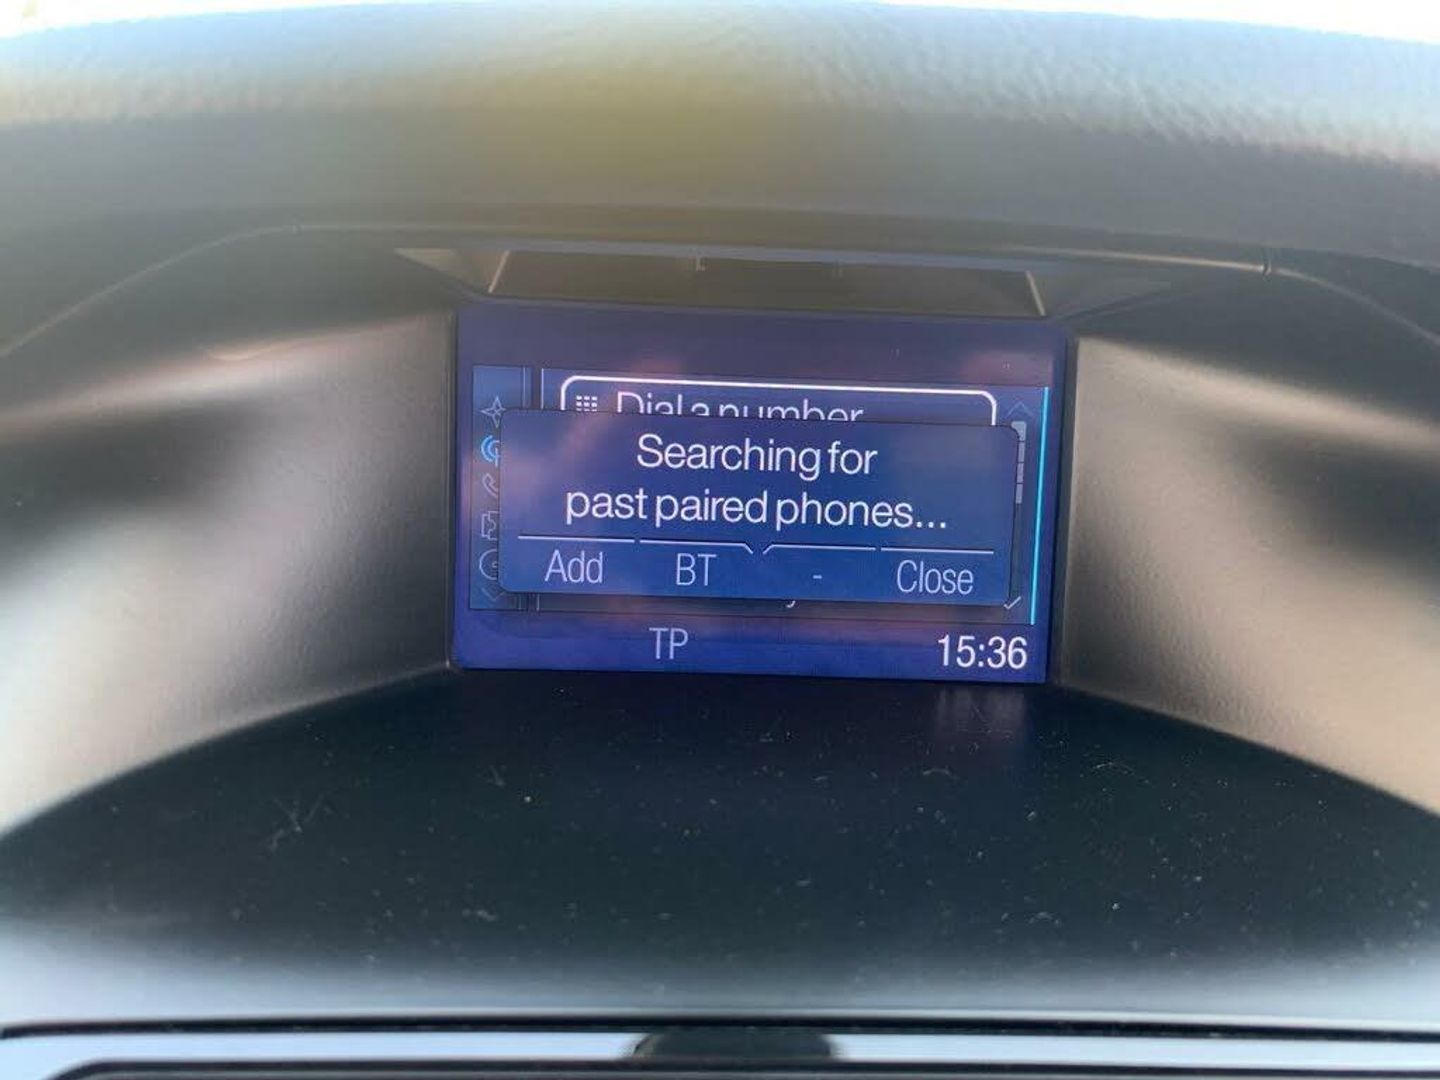 Dial a number
Searching for
past paired phones...
Add BT - Close
TP 15:36